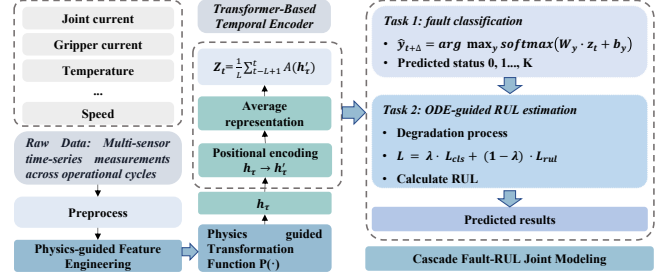 Joint current
Gripper current
Temperature
...
Speed
Raw Data: Multi-sensor
time-series measurements
across operational cycles
Preprocess
Physics-guided Feature
Engineering
Transformer-Based
Temporal Encoder
Z_t = 1/L ∑^t_{t−L+1} A(h'_τ)
Average
representation
Positional encoding
h_τ → h'_τ
h_τ
Physics guided
Transformation
Function P(·)
Task 1: fault classification
• ŷ_{t+Δ} = arg max_y softmax(W_y · z_t + b_y)
• Predicted status 0, 1..., K
Task 2: ODE-guided RUL estimation
• Degradation process
• L = λ · L_cls + (1 − λ) · L_rul
• Calculate RUL
Predicted results
Cascade Fault-RUL Joint Modeling